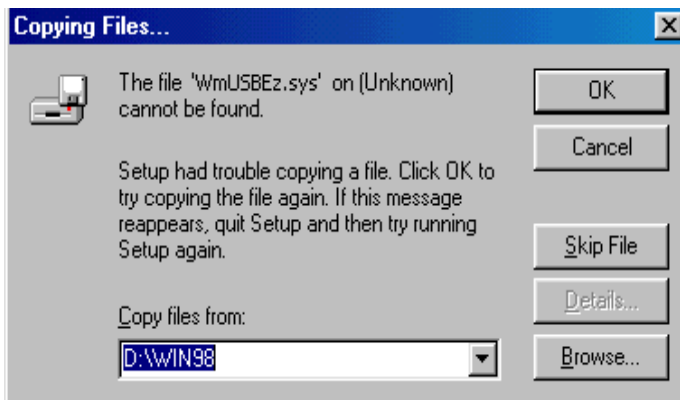 Copying Files...
The file 'WmUSBEz.sys' on (Unknown)
cannot be found.
OK
Cancel
Setup had trouble copying a file. Click OK to
try copying the file again. If this message
reappears, quit Setup and then try running
Setup again.
Skip File
Details...
Copy files from:
D:\WIN98
Browse...